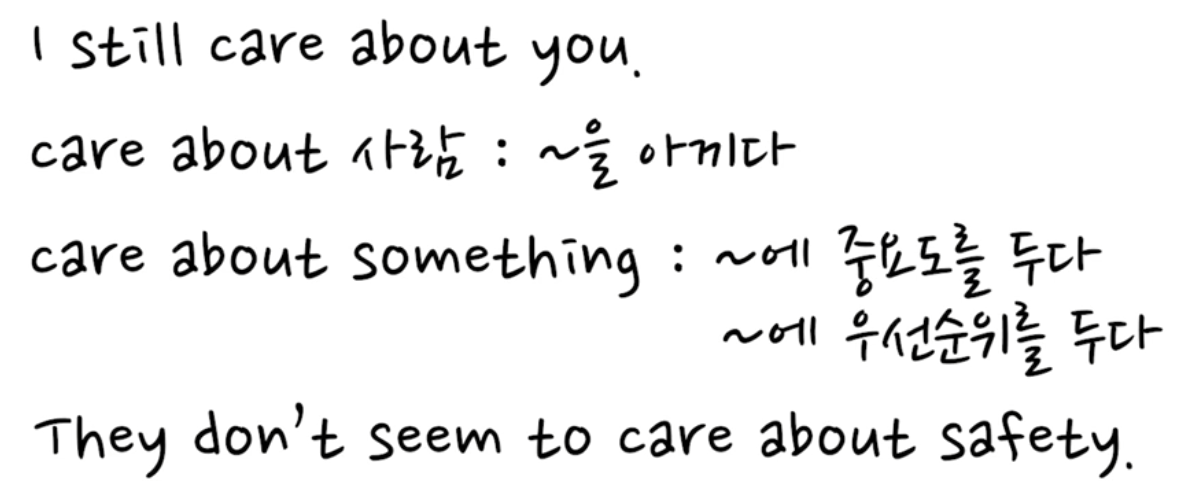 I still care about you.
care about 사람 : ~을 아끼다
care about something : ~에 중요도를 두다
~에 우선순위를 두다
They don't seem to care about safety.